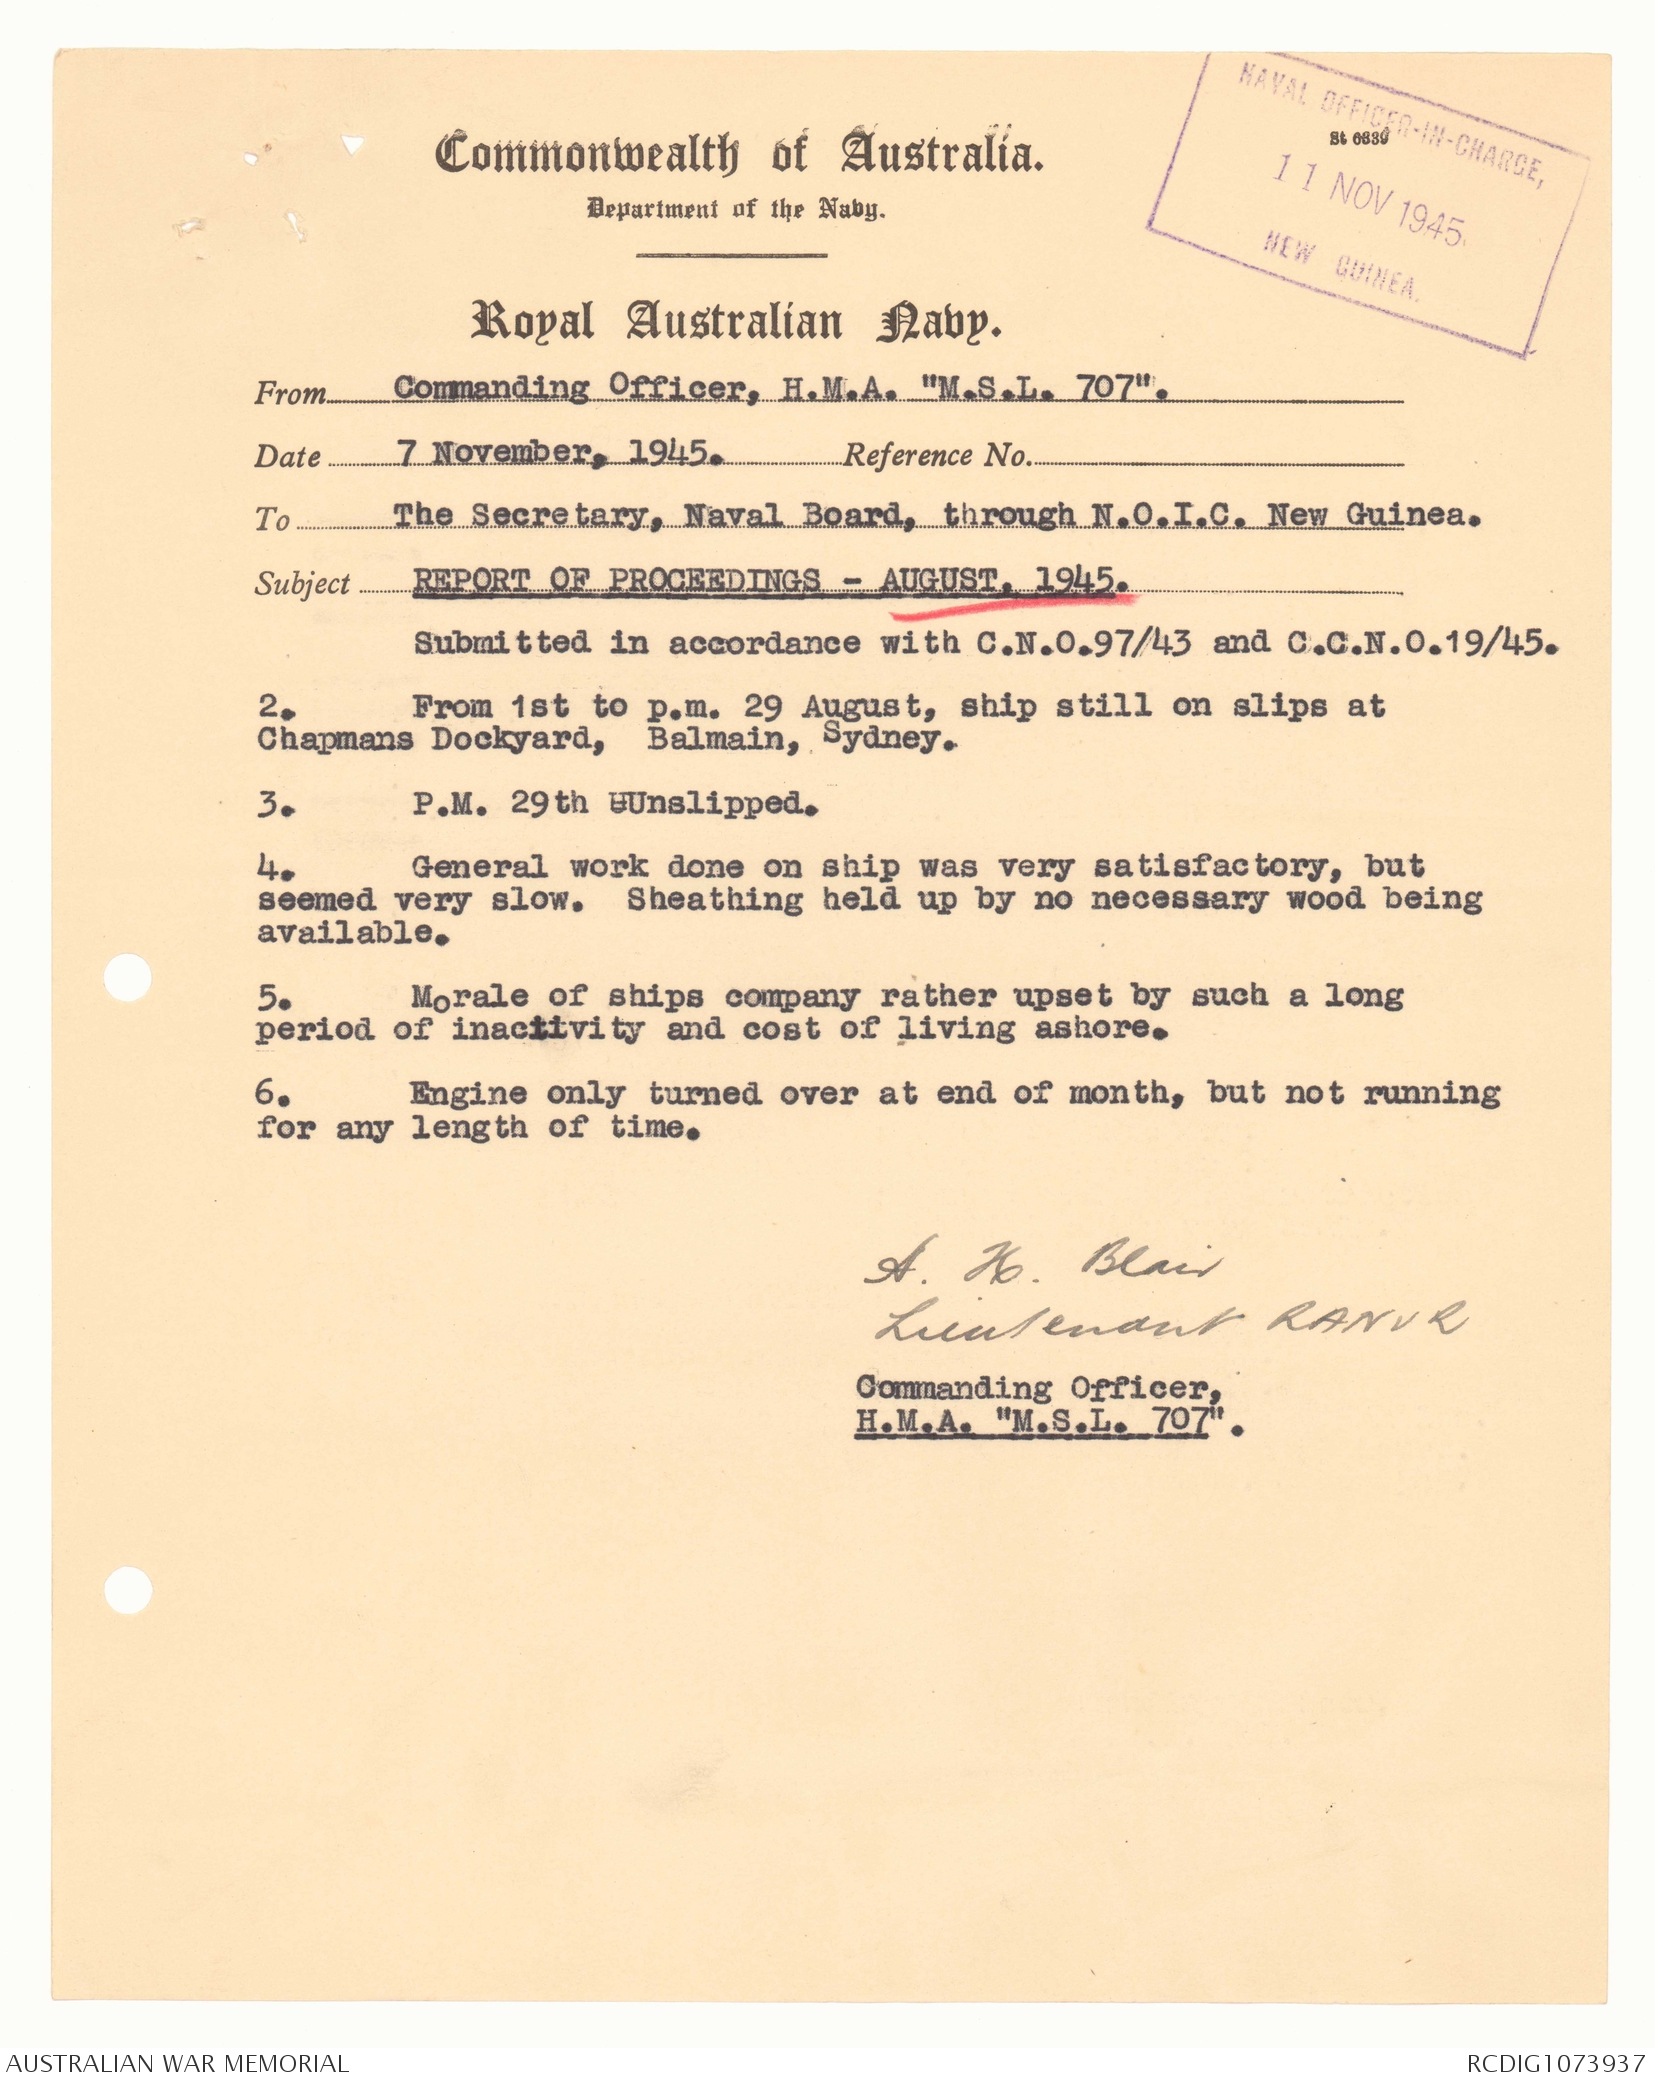 NAVAL OFFICER-IN-CHARGE,
St 6839
11 NOV 1945
NEW GUINEA.
Commonwealth of Australia.
Department of the Navy.
Royal Australian Navy.
From Commanding Officer, H.M.A. "M.S.L. 707".
Date 7 November, 1945. Reference No.
To The Secretary, Naval Board, through N.O.I.C. New Guinea.
Subject REPORT OF PROCEEDINGS - AUGUST, 1945.
Submitted in accordance with C.N.O.97/43 and C.C.N.O.19/45.
2. From 1st to p.m. 29 August, ship still on slips at
Chapmans Dockyard, Balmain, Sydney.
3. P.M. 29th Unslipped.
4. General work done on ship was very satisfactory, but
seemed very slow. Sheathing held up by no necessary wood being
available.
5. Morale of ships company rather upset by such a long
period of inactivity and cost of living ashore.
6. Engine only turned over at end of month, but not running
for any length of time.
A. H. Blair
Lieutenant RANVR
Commanding Officer,
H.M.A. "M.S.L. 707".
AUSTRALIAN WAR MEMORIAL
RCDIG1073937